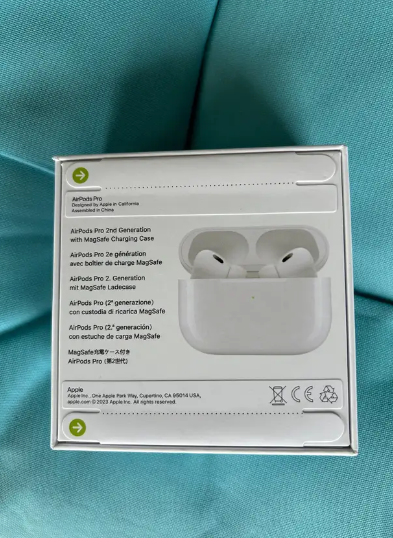 AirPods Pro
Designed by Apple in California
Assembled in China
AirPods Pro 2nd Generation
with MagSafe Charging Case
AirPods Pro 2e génération
avec boîtier de charge MagSafe
AirPods Pro 2. Generation
mit MagSafe Ladecase
AirPods Pro (2ª generazione)
con custodia di ricarica MagSafe
AirPods Pro (2.ª generación)
con estuche de carga MagSafe
MagSafe充電ケース付き
AirPods Pro (第2世代)
Apple
Apple Inc., One Apple Park Way, Cupertino, CA 95014 USA,
apple.com © 2023 Apple Inc. All rights reserved.
CE